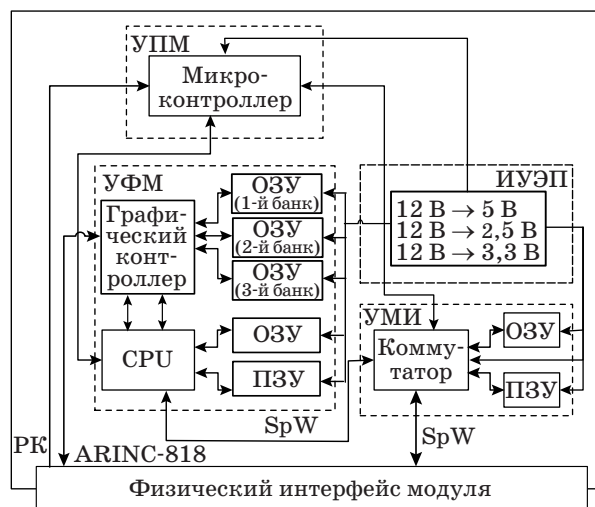 УПМ
Микро-
контроллер
УФМ
Графи-
ческий
конт-
роллер
ОЗУ
(1-й банк)
ОЗУ
(2-й банк)
ОЗУ
(3-й банк)
CPU
ОЗУ
ПЗУ
ИУЭП
12 В → 5 В
12 В → 2,5 В
12 В → 3,3 В
УМИ
Комму-
татор
ОЗУ
ПЗУ
SpW
SpW
РК
ARINC-818
Физический интерфейс модуля